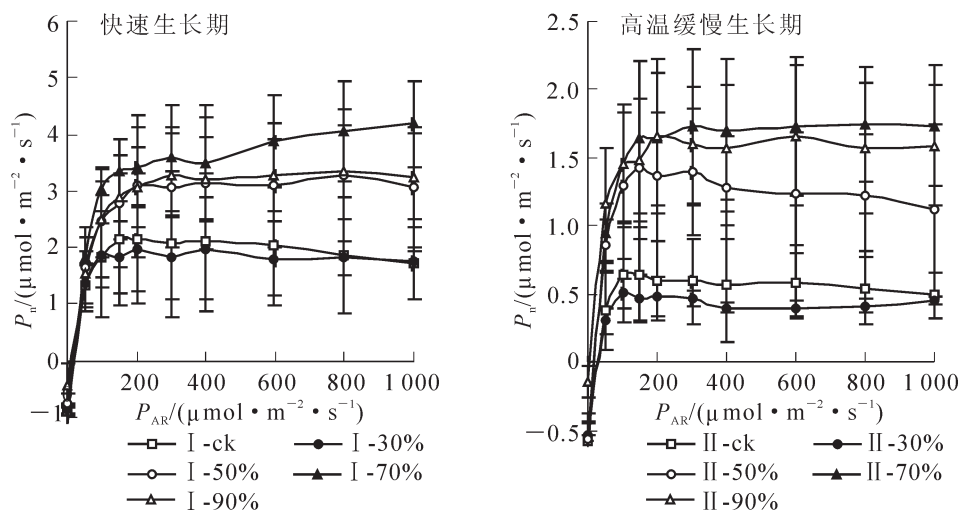 快速生长期
6
5
4
3
2
1
0
－1
200 400 600 800 1 000
Pn/(μmol·m⁻²·s⁻¹)
PAR/(μmol·m⁻²·s⁻¹)
Ⅰ-ck Ⅰ-30%
Ⅰ-50% Ⅰ-70%
Ⅰ-90%
高温缓慢生长期
2.5
2.0
1.5
1.0
0.5
0
－0.5
200 400 600 800 1 000
Pn/(μmol·m⁻²·s⁻¹)
PAR/(μmol·m⁻²·s⁻¹)
Ⅱ-ck Ⅱ-30%
Ⅱ-50% Ⅱ-70%
Ⅱ-90%